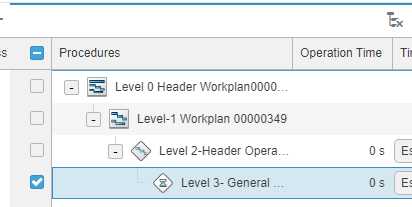 ss Procedures Operation Time Ti
Level 0 Header Workplan0000...
Level-1 Workplan 00000349
Level 2-Header Opera... 0 s Es
Level 3- General ... 0 s Es